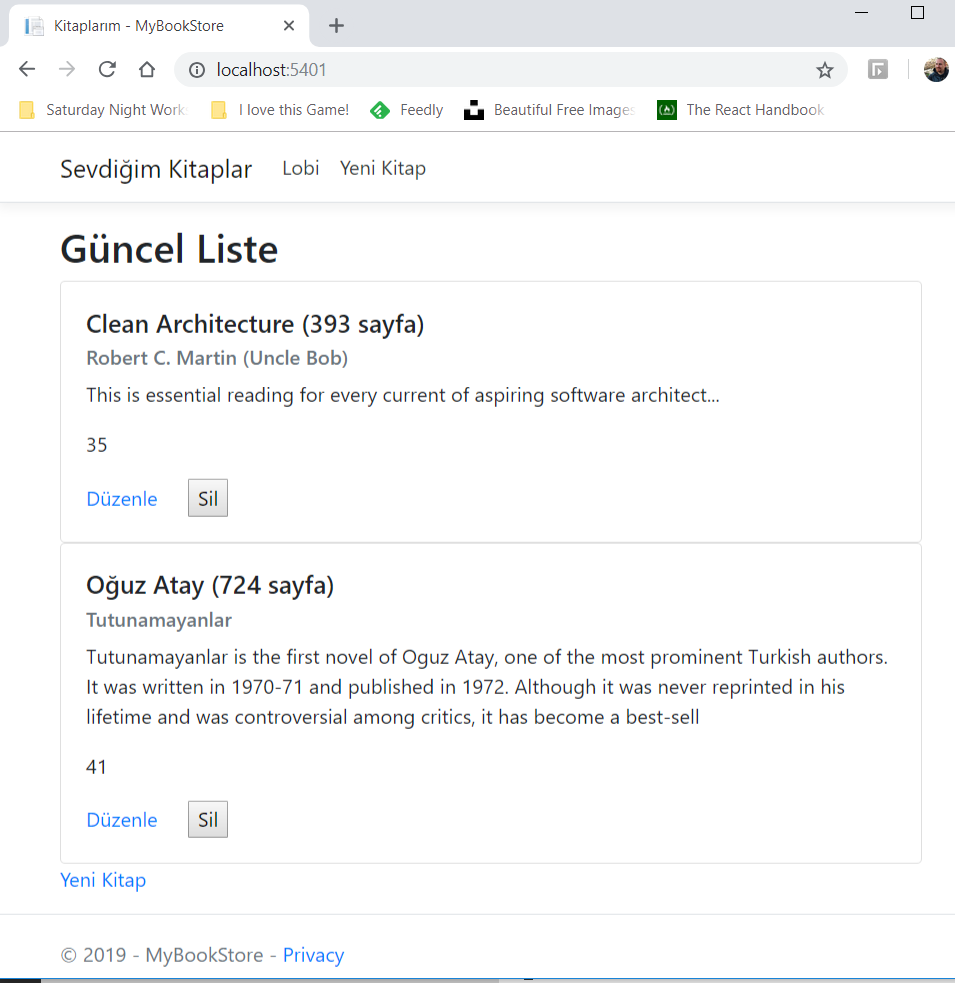 Kitaplarım - MyBookStore
localhost:5401
Saturday Night Works
I love this Game!
Feedly
Beautiful Free Images
The React Handbook
Sevdiğim Kitaplar Lobi Yeni Kitap
Güncel Liste
Clean Architecture (393 sayfa)
Robert C. Martin (Uncle Bob)
This is essential reading for every current of aspiring software architect...
35
Düzenle Sil
Oğuz Atay (724 sayfa)
Tutunamayanlar
Tutunamayanlar is the first novel of Oguz Atay, one of the most prominent Turkish authors.
It was written in 1970-71 and published in 1972. Although it was never reprinted in his
lifetime and was controversial among critics, it has become a best-sell
41
Düzenle Sil
Yeni Kitap
© 2019 - MyBookStore - Privacy